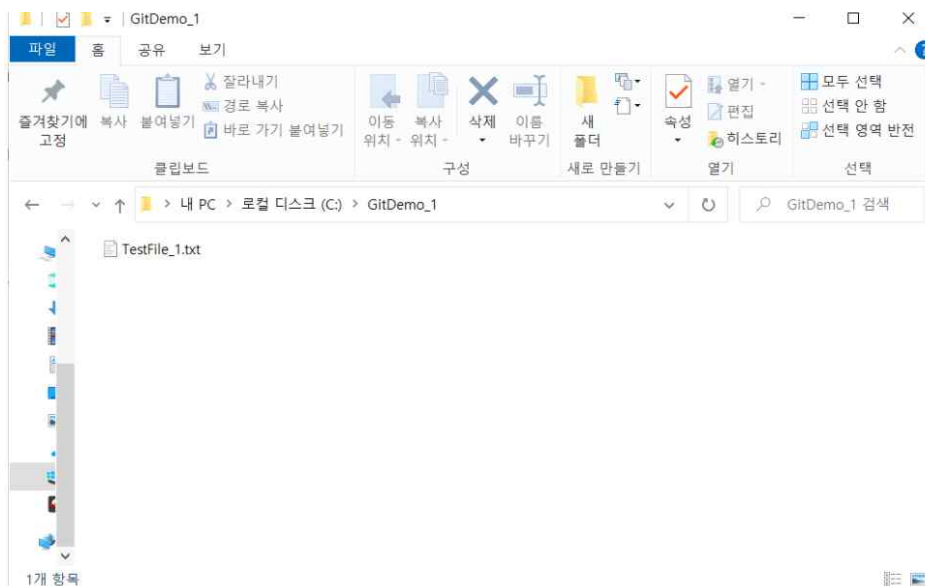 GitDemo_1
파일 홈 공유 보기
즐겨찾기에 고정
복사
붙여넣기
잘라내기
경로 복사
바로 가기 붙여넣기
클립보드
이동 위치
복사 위치
삭제
이름 바꾸기
구성
새 폴더
새로 만들기
속성
열기
편집
히스토리
열기
모두 선택
선택 안 함
선택 영역 반전
선택
내 PC > 로컬 디스크 (C:) > GitDemo_1
GitDemo_1 검색
TestFile_1.txt
1개 항목